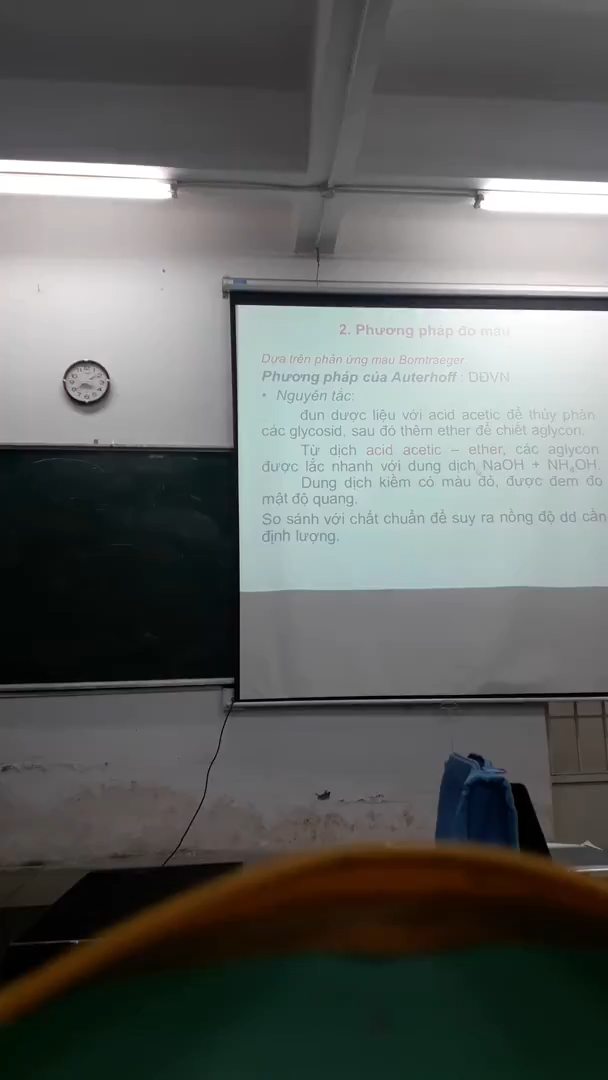 2. Phương pháp đo màu
Dựa trên phản ứng màu Borntraeger
Phương pháp của Auterhoff : DĐVN
• Nguyên tắc:
đun dược liệu với acid acetic để thủy phân
các glycosid, sau đó thêm ether để chiết aglycon.
Từ dịch acid acetic – ether, các aglycon
được lắc nhanh với dung dịch NaOH + NH₄OH.
Dung dịch kiềm có màu đỏ, được đem đo
mật độ quang.
So sánh với chất chuẩn để suy ra nồng độ dd cần
định lượng.